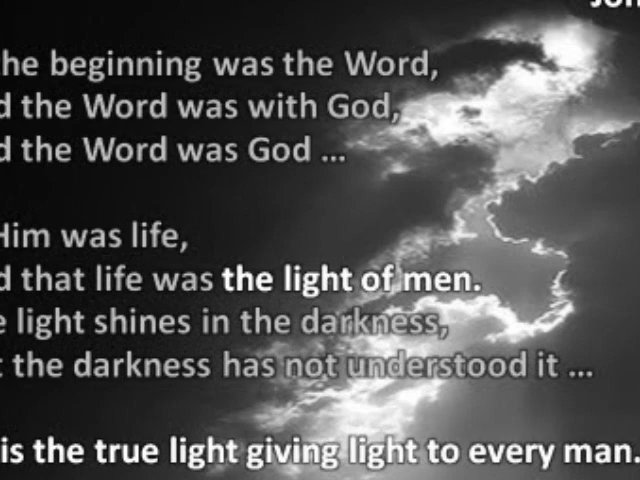 Joh
he beginning was the Word,
d the Word was with God,
d the Word was God ...
Him was life,
d that life was the light of men.
e light shines in the darkness,
t the darkness has not understood it ...
is the true light giving light to every man.